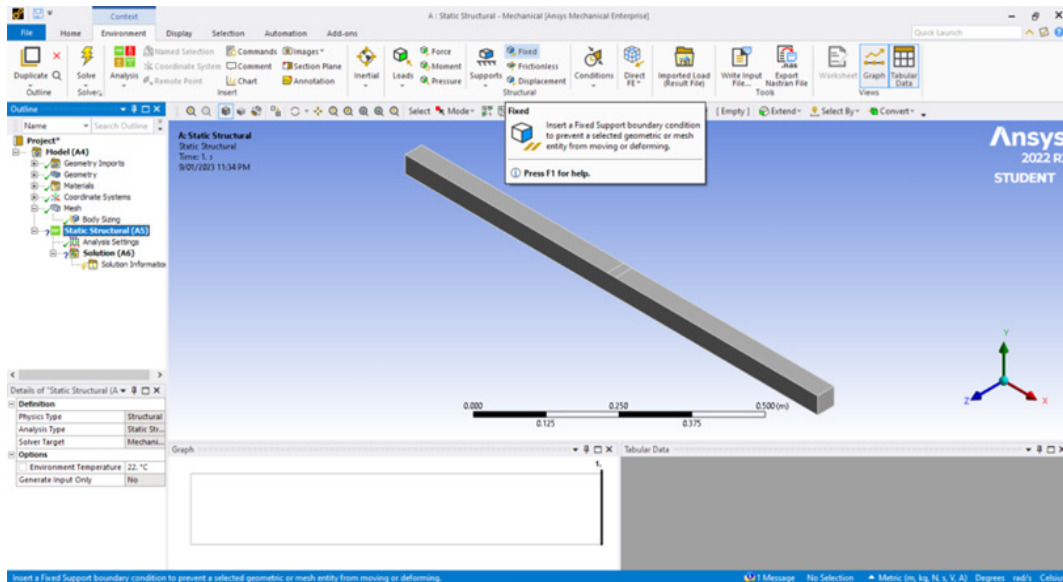 Context
A : Static Structural - Mechanical [Ansys Mechanical Enterprise]
File Home Environment Display Selection Automation Add-ons
Quick Launch
Duplicate
Outline
Solve
Solver
Analysis
Named Selection
Coordinate System
Remote Point
Commands
Comment
Chart
Images
Section Plane
Annotation
Insert
Inertial
Loads
Force
Moment
Pressure
Supports
Fixed
Frictionless
Displacement
Structural
Conditions
Direct FE
Imported Load (Result File)
Write Input File...
Export Nastran File
Tools
Worksheet
Graph
Tabular Data
Views
Outline
Name
Search Outline
Select
Mode
[Empty]
Extend
Select By
Convert
Fixed
Insert a Fixed Support boundary condition
to prevent a selected geometric or mesh
entity from moving or deforming.
Press F1 for help.
Project*
Model (A4)
Geometry Imports
Geometry
Materials
Coordinate Systems
Mesh
Body Sizing
Static Structural (A5)
Analysis Settings
Solution (A6)
Solution Informatio
A: Static Structural
Static Structural
Time: 1. s
9/01/2023 11:34 PM
Ansys
2022 R
STUDENT
Y
Z
X
0.000
0.250
0.500 (m)
0.125
0.375
Details of "Static Structural (A
Definition
Physics Type Structural
Analysis Type Static Str...
Solver Target Mechani...
Options
Environment Temperature 22. °C
Generate Input Only No
Graph
1.
Tabular Data
Insert a Fixed Support boundary condition to prevent a selected geometric or mesh entity from moving or deforming.
1 Message
No Selection
Metric (m, kg, N, s, V, A)
Degrees
rad/s
Celsiu